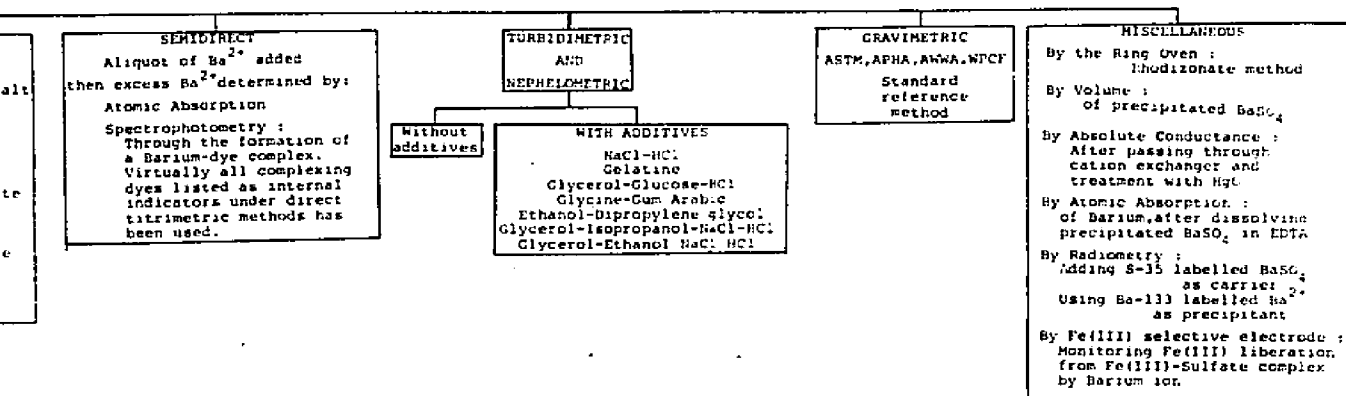 alt
te
e
SEMIDIRECT
Aliquot of Ba²⁺ added
then excess Ba²⁺ determined by:
Atomic Absorption
Spectrophotometry :
Through the formation of
a Barium-dye complex.
Virtually all complexing
dyes listed as internal
indicators under direct
titrimetric methods has
been used.
TURBIDIMETRIC
AND
NEPHELOMETRIC
Without
additives
WITH ADDITIVES
NaCl-HCl
Gelatine
Glycerol-Glucose-HCl
Glycine-Gum Arabic
Ethanol-Dipropylene glycol
Glycerol-Isopropanol-NaCl-HCl
Glycerol-Ethanol NaCl HCl
GRAVIMETRIC
ASTM,APHA,AWWA.WPCF
Standard
reference
method
MISCELLANEOUS
By the Ring Oven :
Rhodizonate method
By Volume :
of precipitated BaSO₄
By Absolute Conductance :
After passing through
cation exchanger and
treatment with HgO
By Atomic Absorption :
of Barium,after dissolving
precipitated BaSO₄ in EDTA
By Radiometry :
Adding S-35 labelled BaSO₄
as carrier
Using Ba-133 labelled Ba²⁺
as precipitant
By Fe(III) selective electrode :
Monitoring Fe(III) liberation
from Fe(III)-Sulfate complex
by Barium ion